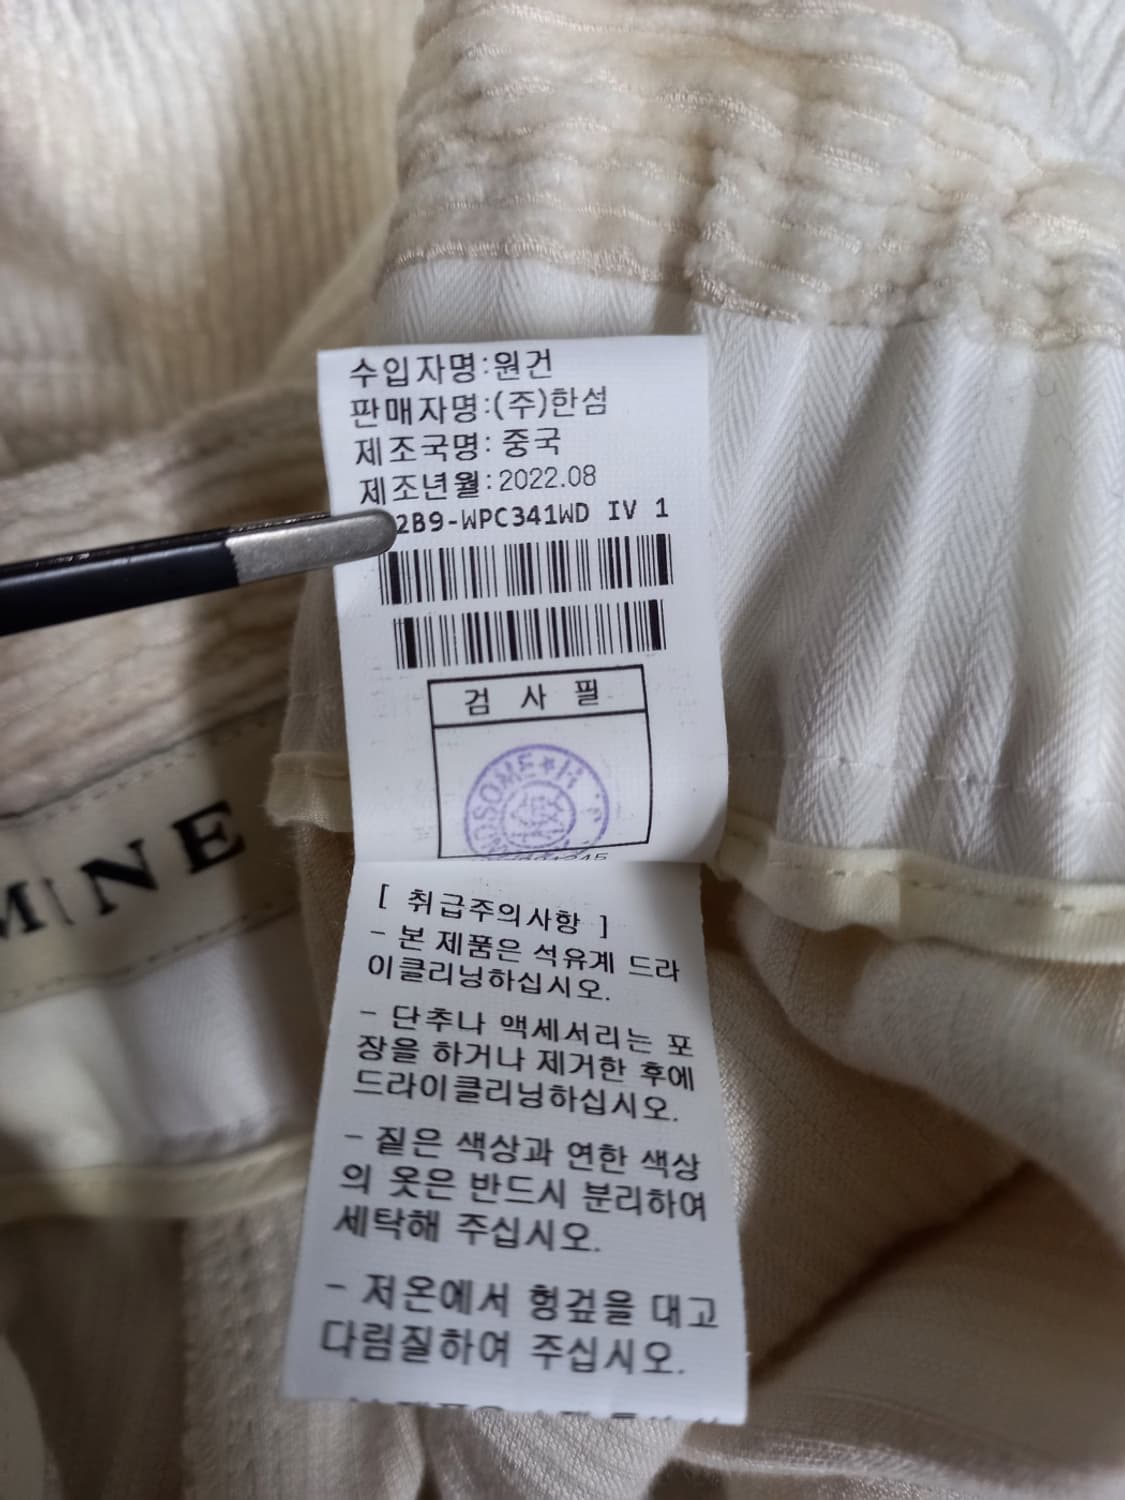 수입자명:원건
판매자명:(주)한섬
제조국명: 중국
제조년월:2022.08
2B9-WPC341WD IV 1
검 사 필
M|NE
[ 취급주의사항 ]
- 본 제품은 석유계 드라
이클리닝하십시오.
- 단추나 액세서리는 포
장을 하거나 제거한 후에
드라이클리닝하십시오.
- 짙은 색상과 연한 색상
의 옷은 반드시 분리하여
세탁해 주십시오.
- 저온에서 헝겊을 대고
다림질하여 주십시오.